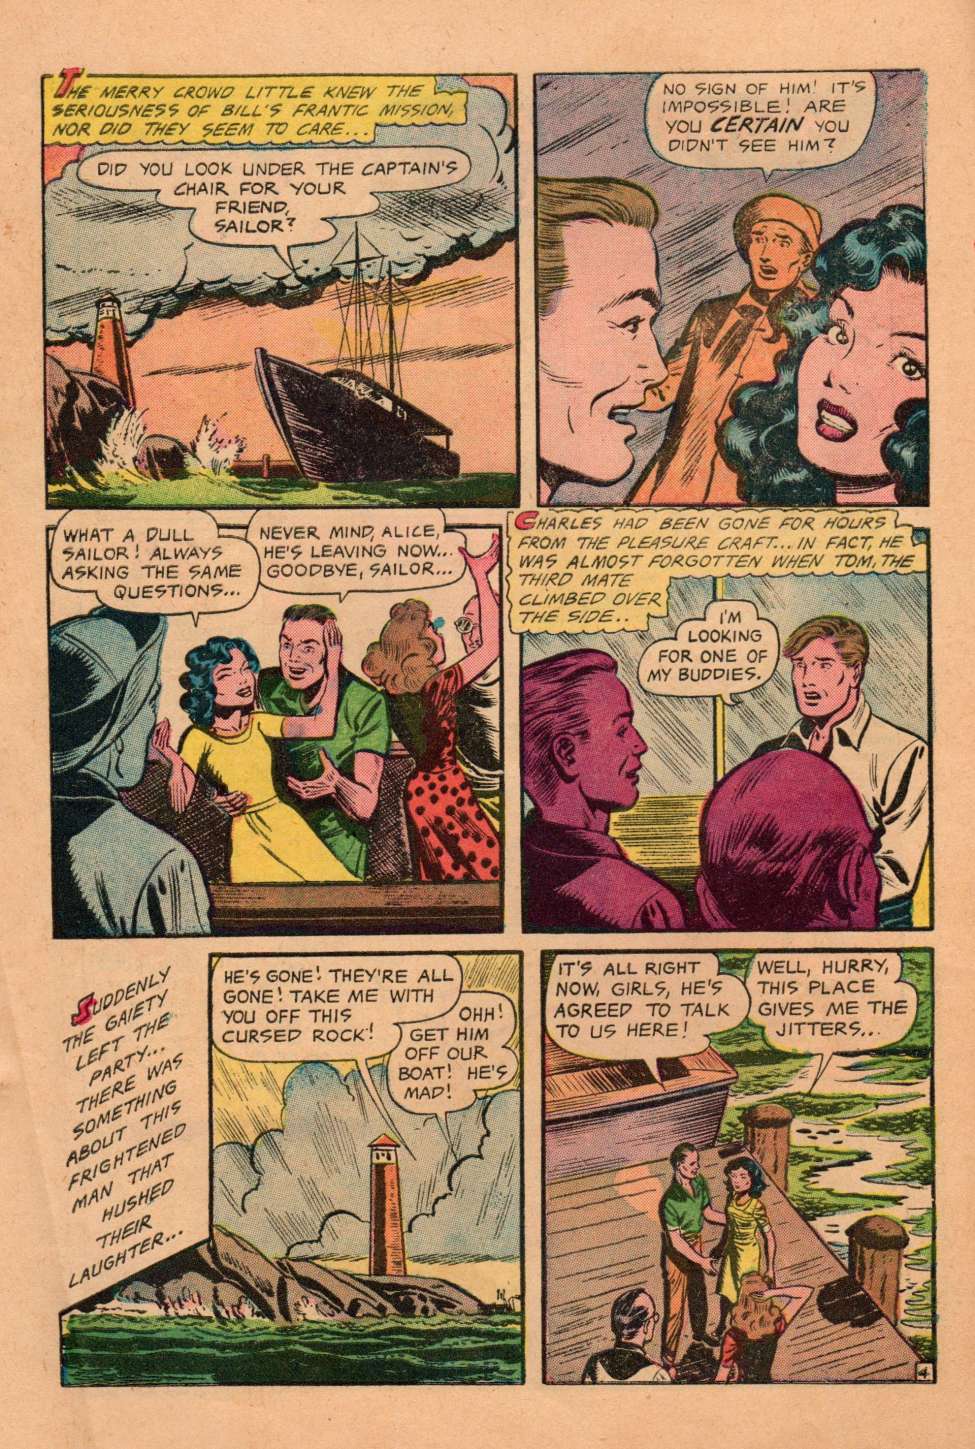 THE MERRY CROWD LITTLE KNEW THE
SERIOUSNESS OF BILL'S FRANTIC MISSION,
NOR DID THEY SEEM TO CARE...
DID YOU LOOK UNDER THE CAPTAIN'S
CHAIR FOR YOUR
FRIEND,
SAILOR?
NO SIGN OF HIM! IT'S
IMPOSSIBLE! ARE
YOU CERTAIN YOU
DIDN'T SEE HIM?
WHAT A DULL
SAILOR! ALWAYS
ASKING THE SAME
QUESTIONS...
NEVER MIND, ALICE,
HE'S LEAVING NOW...
GOODBYE, SAILOR...
CHARLES HAD BEEN GONE FOR HOURS
FROM THE PLEASURE CRAFT...IN FACT, HE
WAS ALMOST FORGOTTEN WHEN TOM, THE
THIRD MATE
CLIMBED OVER
THE SIDE..
I'M
LOOKING
FOR ONE OF
MY BUDDIES.
SUDDENLY
THE GAIETY
LEFT THE
PARTY...
THERE WAS
SOMETHING
ABOUT THIS
FRIGHTENED
MAN THAT
HUSHED
THEIR
LAUGHTER...
HE'S GONE! THEY'RE ALL
GONE! TAKE ME WITH
YOU OFF THIS
CURSED ROCK!
OHH!
GET HIM
OFF OUR
BOAT! HE'S
MAD!
IT'S ALL RIGHT
NOW, GIRLS, HE'S
AGREED TO TALK
TO US HERE!
WELL, HURRY,
THIS PLACE
GIVES ME THE
JITTERS...
4